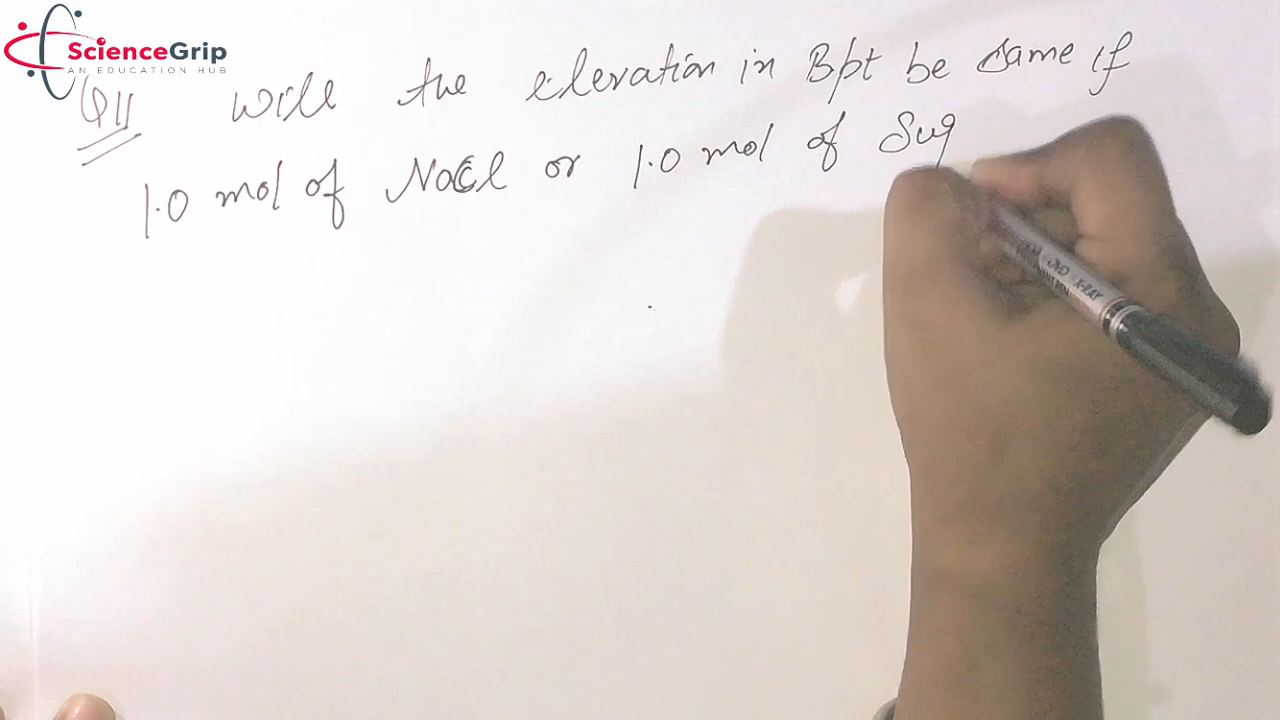 ScienceGrip
AN EDUCATION HUB
Q11 Will the elevation in Bpt be same if
1.0 mol of NaCl or 1.0 mol of Sug